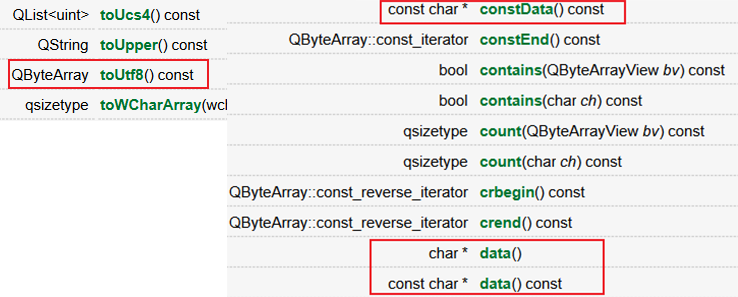 QList<uint> toUcs4() const
QString toUpper() const
QByteArray toUtf8() const
qsizetype toWCharArray(wc
const char * constData() const
QByteArray::const_iterator constEnd() const
bool contains(QByteArrayView bv) const
bool contains(char ch) const
qsizetype count(QByteArrayView bv) const
qsizetype count(char ch) const
QByteArray::const_reverse_iterator crbegin() const
QByteArray::const_reverse_iterator crend() const
char * data()
const char * data() const